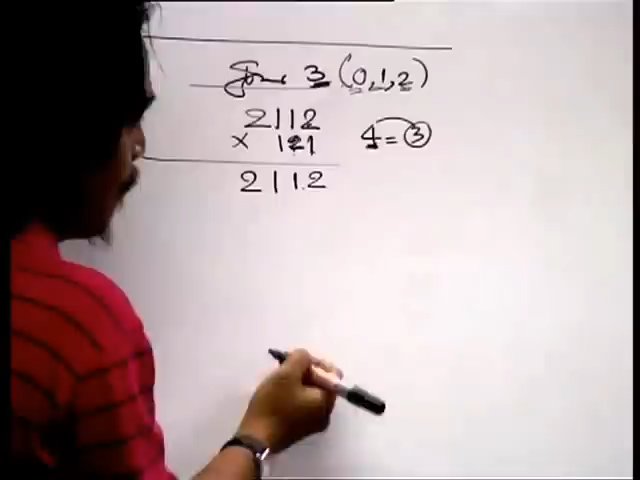 3 (0,1,2)
2112
x 121
4 = 3
2112